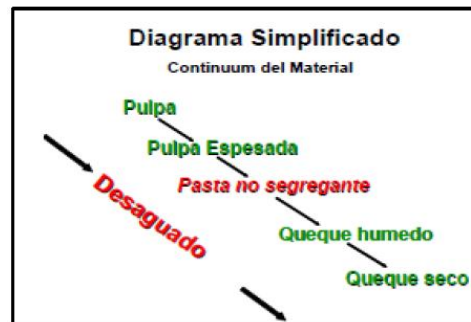 Diagrama Simplificado
Continuum del Material
Pulpa
Pulpa Espesada
Pasta no segregante
Desaguado
Queque humedo
Queque seco